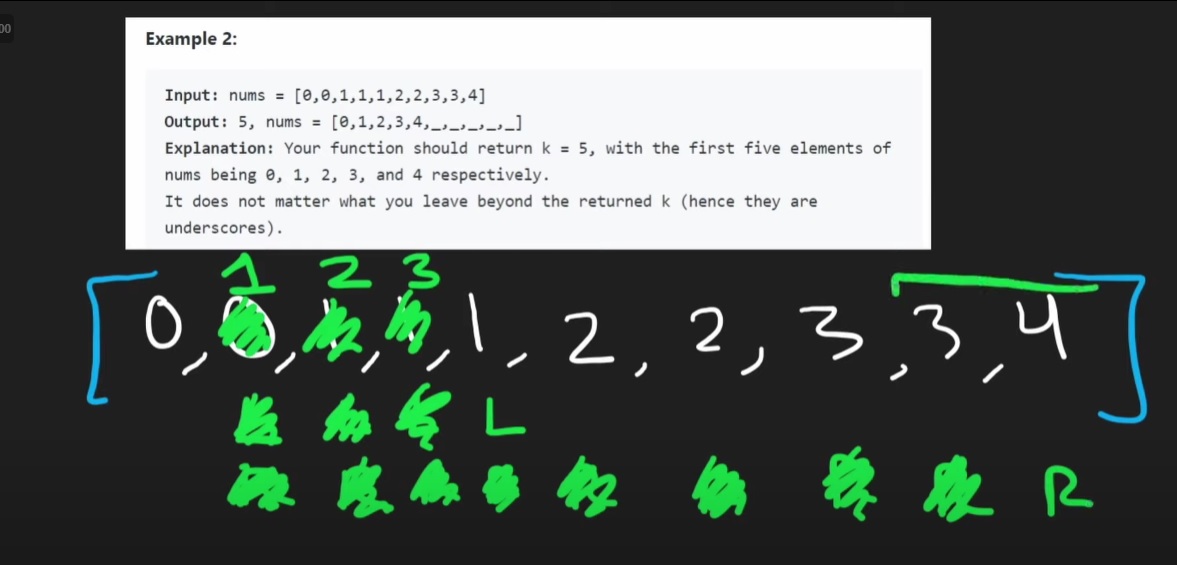 00
Example 2:
Input: nums = [0,0,1,1,1,2,2,3,3,4]
Output: 5, nums = [0,1,2,3,4,_,_,_,_,_]
Explanation: Your function should return k = 5, with the first five elements of
nums being 0, 1, 2, 3, and 4 respectively.
It does not matter what you leave beyond the returned k (hence they are
underscores).
1 2 3
[0, 0, , , 1, 2, 2, 3, 3, 4]
L
R